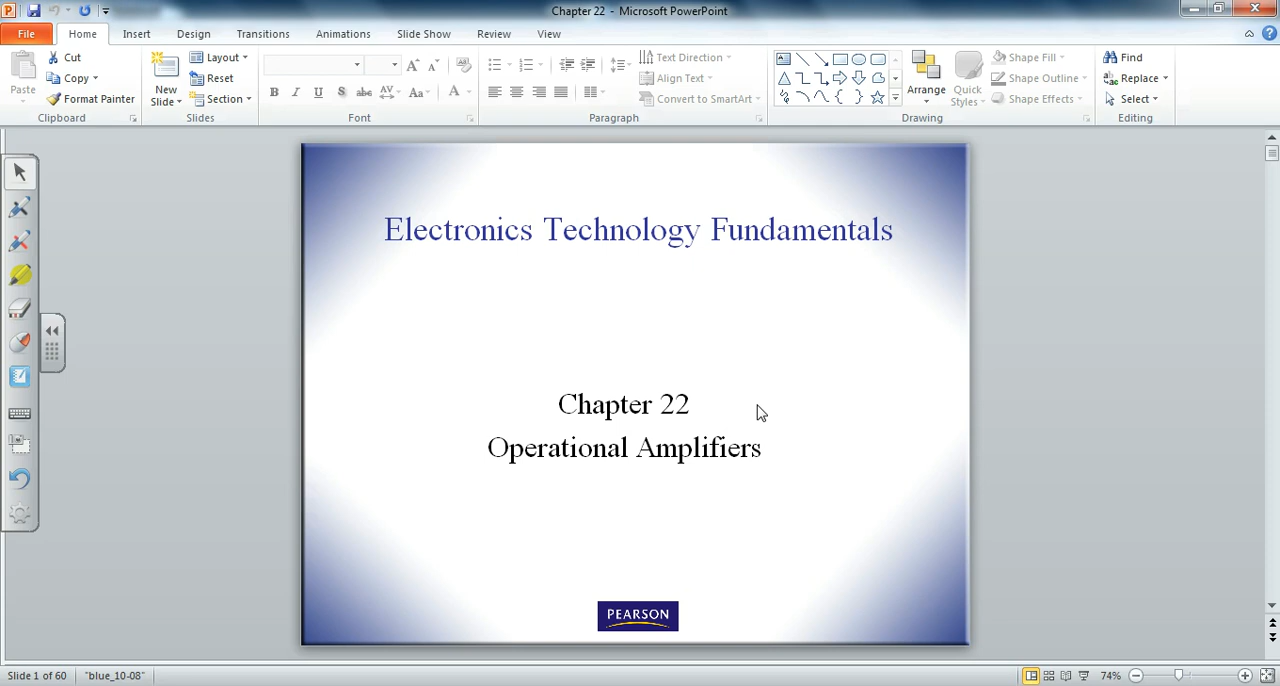 Chapter 22 - Microsoft PowerPoint
File Home Insert Design Transitions Animations Slide Show Review View
Paste
Cut
Copy
Format Painter
Clipboard
New
Slide
Layout
Reset
Section
Slides
B I U S abc AV Aa A
Font
Text Direction
Align Text
Convert to SmartArt
Paragraph
Arrange
Quick
Styles
Shape Fill
Shape Outline
Shape Effects
Drawing
Find
Replace
Select
Editing
Electronics Technology Fundamentals
Chapter 22
Operational Amplifiers
PEARSON
Slide 1 of 60 "blue_10-08" 74%